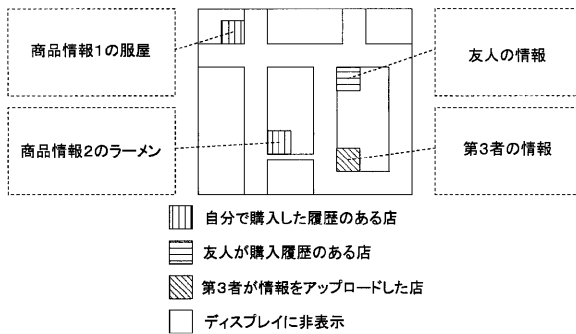 商品情報1の服屋
友人の情報
商品情報2のラーメン
第3者の情報
自分で購入した履歴のある店
友人が購入履歴のある店
第3者が情報をアップロードした店
ディスプレイに非表示